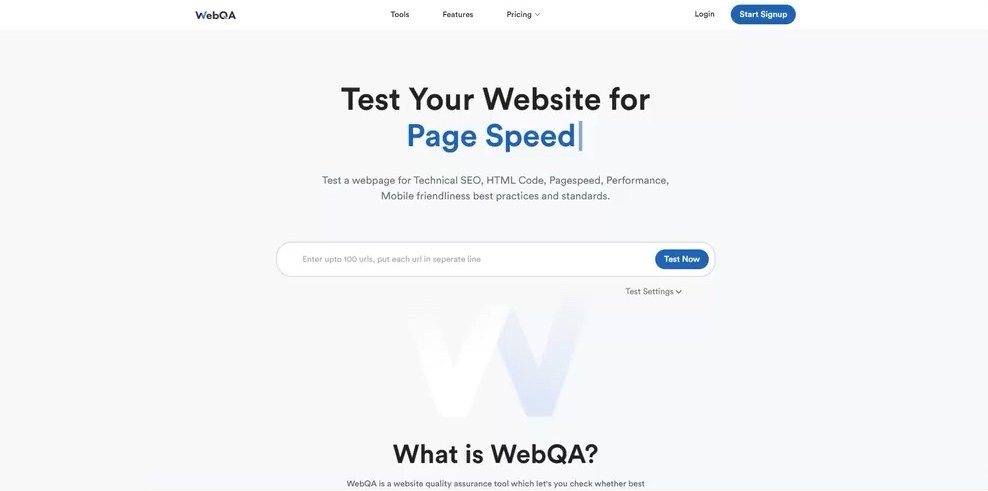 WebQA
Tools
Features
Pricing
Login
Start Signup
Test Your Website for
Page Speed
Test a webpage for Technical SEO, HTML Code, Pagespeed, Performance,
Mobile friendliness best practices and standards.
Enter upto 100 urls, put each url in seperate line
Test Now
Test Settings
W
What is WebQA?
WebQA is a website quality assurance tool which let's you check whether best